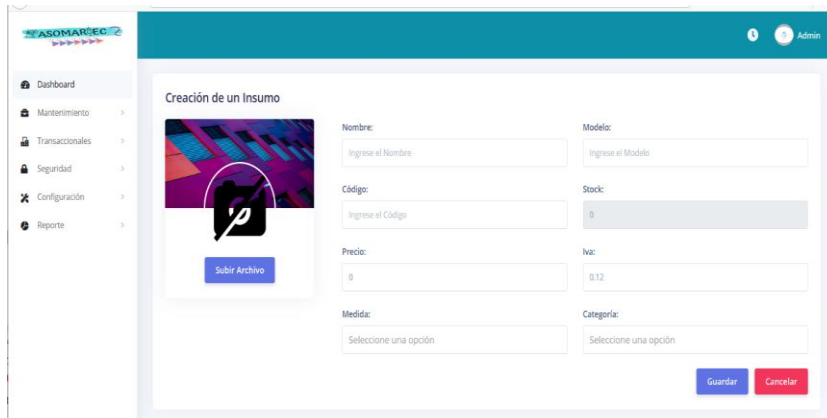 ASOMARTEC
Admin
Dashboard
Mantenimiento
Transaccionales
Seguridad
Configuración
Reporte
Creación de un Insumo
Subir Archivo
Nombre:
Ingrese el Nombre
Modelo:
Ingrese el Modelo
Código:
Ingrese el Código
Stock:
0
Precio:
0
Iva:
0.12
Medida:
Seleccione una opción
Categoría:
Seleccione una opción
Guardar
Cancelar